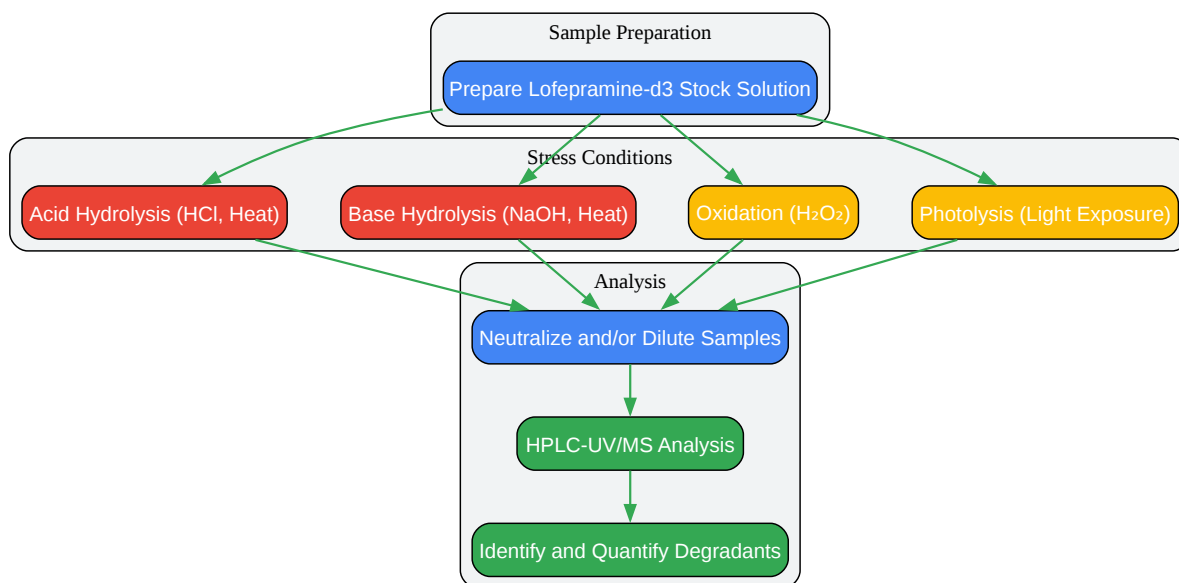 Sample Preparation
Prepare Lofepramine-d3 Stock Solution
Stress Conditions
Acid Hydrolysis (HCl, Heat)
Base Hydrolysis (NaOH, Heat)
Oxidation (H₂O₂)
Photolysis (Light Exposure)
Analysis
Neutralize and/or Dilute Samples
HPLC-UV/MS Analysis
Identify and Quantify Degradants